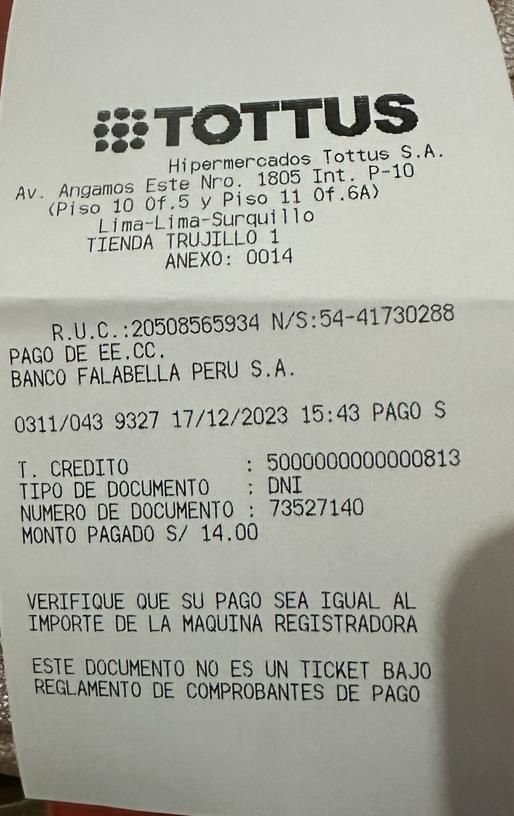 TOTTUS
Hipermercados Tottus S.A.
Av. Angamos Este Nro. 1805 Int. P-10
(Piso 10 Of.5 y Piso 11 Of.6A)
Lima-Lima-Surquillo
TIENDA TRUJILLO 1
ANEXO: 0014
R.U.C.:20508565934 N/S:54-41730288
PAGO DE EE.CC.
BANCO FALABELLA PERU S.A.
0311/043 9327 17/12/2023 15:43 PAGO S
T. CREDITO : 5000000000000813
TIPO DE DOCUMENTO : DNI
NUMERO DE DOCUMENTO : 73527140
MONTO PAGADO S/ 14.00
VERIFIQUE QUE SU PAGO SEA IGUAL AL
IMPORTE DE LA MAQUINA REGISTRADORA
ESTE DOCUMENTO NO ES UN TICKET BAJO
REGLAMENTO DE COMPROBANTES DE PAGO